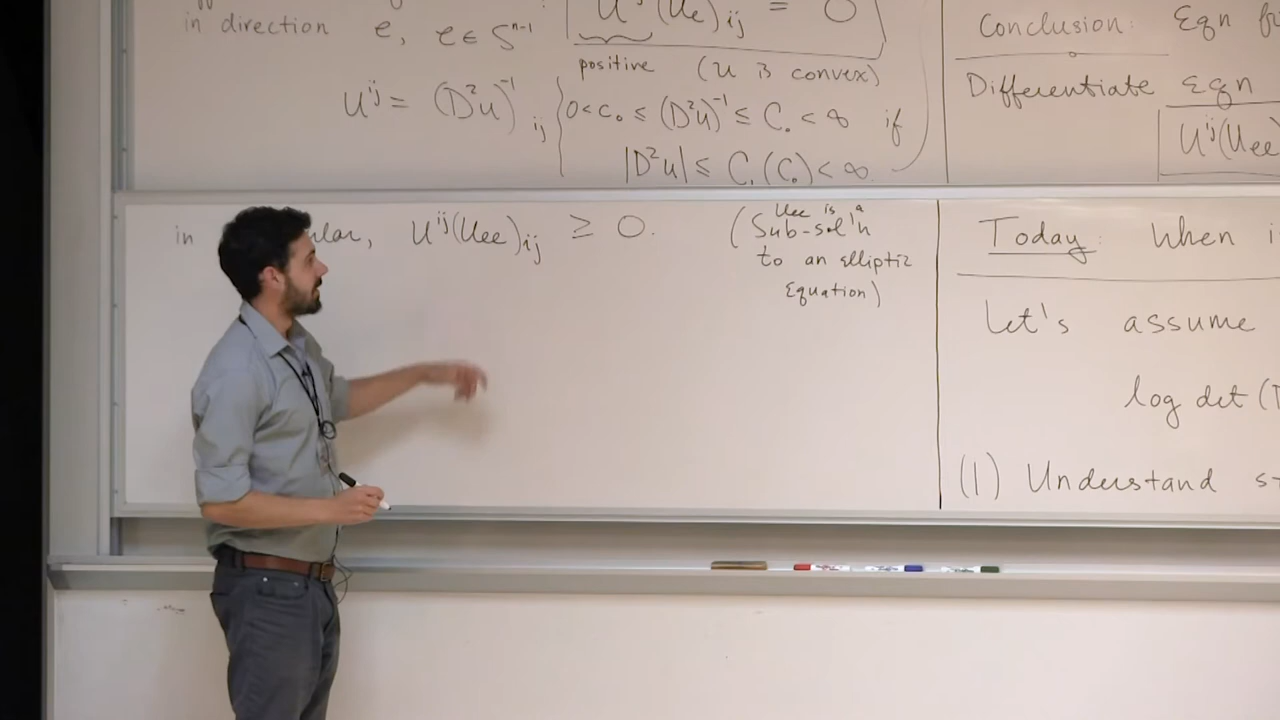 in direction e, e ∈ S^{n-1}
U^{ij}(u_e)_{ij} = 0
positive (u is convex)
u^{ij} = (D²u)^{-1}_{ij}
0 < c₀ ≤ (D²u)^{-1} ≤ C₀ < ∞ if
|D²u| ≤ C₁(C₀) < ∞
Conclusion: Eqn
Differentiate Eqn
U^{ij}(u_{ee}
in lar, U^{ij}(u_{ee})_{ij} ≥ 0.
(u_{ee} is a
Sub-sol'n
to an elliptic
Equation)
Today: When i
Let's assume
log det (
(1) Understand st